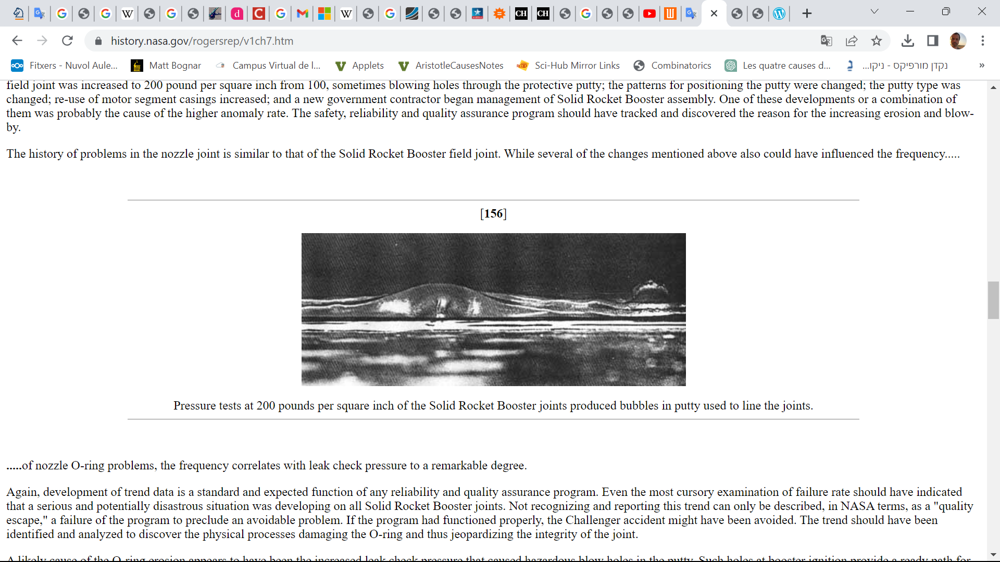 history.nasa.gov/rogersrep/v1ch7.htm
Fitxers - Nuvol Aule... Matt Bognar Campus Virtual de l... Applets AristotleCausesNotes Sci-Hub Mirror Links Combinatorics Les quatre causes d... נקדן מורפיקס - ניקו... »
field joint was increased to 200 pound per square inch from 100, sometimes blowing holes through the protective putty; the patterns for positioning the putty were changed; the putty type was
changed; re-use of motor segment casings increased; and a new government contractor began management of Solid Rocket Booster assembly. One of these developments or a combination of
them was probably the cause of the higher anomaly rate. The safety, reliability and quality assurance program should have tracked and discovered the reason for the increasing erosion and blow-
by.
The history of problems in the nozzle joint is similar to that of the Solid Rocket Booster field joint. While several of the changes mentioned above also could have influenced the frequency.....
[156]
Pressure tests at 200 pounds per square inch of the Solid Rocket Booster joints produced bubbles in putty used to line the joints.
.....of nozzle O-ring problems, the frequency correlates with leak check pressure to a remarkable degree.
Again, development of trend data is a standard and expected function of any reliability and quality assurance program. Even the most cursory examination of failure rate should have indicated
that a serious and potentially disastrous situation was developing on all Solid Rocket Booster joints. Not recognizing and reporting this trend can only be described, in NASA terms, as a "quality
escape," a failure of the program to preclude an avoidable problem. If the program had functioned properly, the Challenger accident might have been avoided. The trend should have been
identified and analyzed to discover the physical processes damaging the O-ring and thus jeopardizing the integrity of the joint.
A likely cause of the O-ring erosion appears to have been the increased leak check pressure that caused hazardous blow holes in the putty. Such holes at booster ignition provide a ready path for